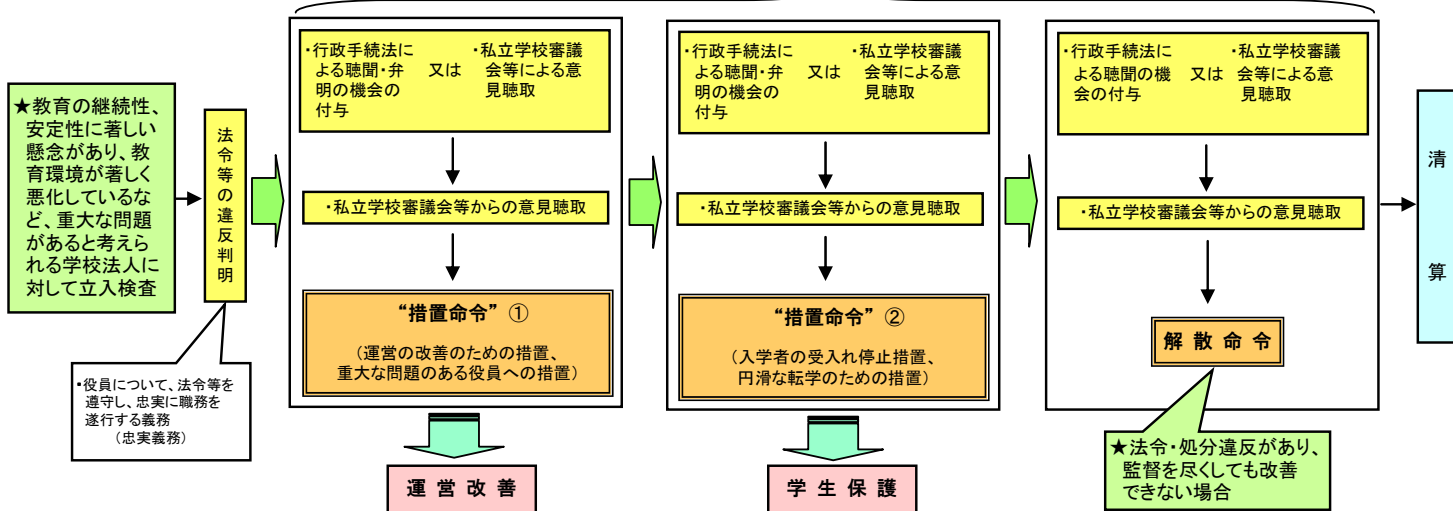 ★教育の継続性、
安定性に著しい
懸念があり、教
育環境が著しく
悪化しているな
ど、重大な問題
があると考えら
れる学校法人に
対して立入検査
法令等の違反判明
・役員について、法令等を
遵守し、忠実に職務を
遂行する義務
（忠実義務）
・行政手続法に
よる聴聞・弁
明の機会の
付与
又は
・私立学校審議
会等による意
見聴取
・私立学校審議会等からの意見聴取
“措置命令” ①
（運営の改善のための措置、
重大な問題のある役員への措置）
運営改善
・行政手続法に
よる聴聞・弁
明の機会の
付与
又は
・私立学校審議
会等による意
見聴取
・私立学校審議会等からの意見聴取
“措置命令” ②
（入学者の受入れ停止措置、
円滑な転学のための措置）
学生保護
・行政手続法に
よる聴聞の機
会の付与
又は
・私立学校審議
会等による意
見聴取
・私立学校審議会等からの意見聴取
解散命令
★法令・処分違反があり、
監督を尽くしても改善
できない場合
清算